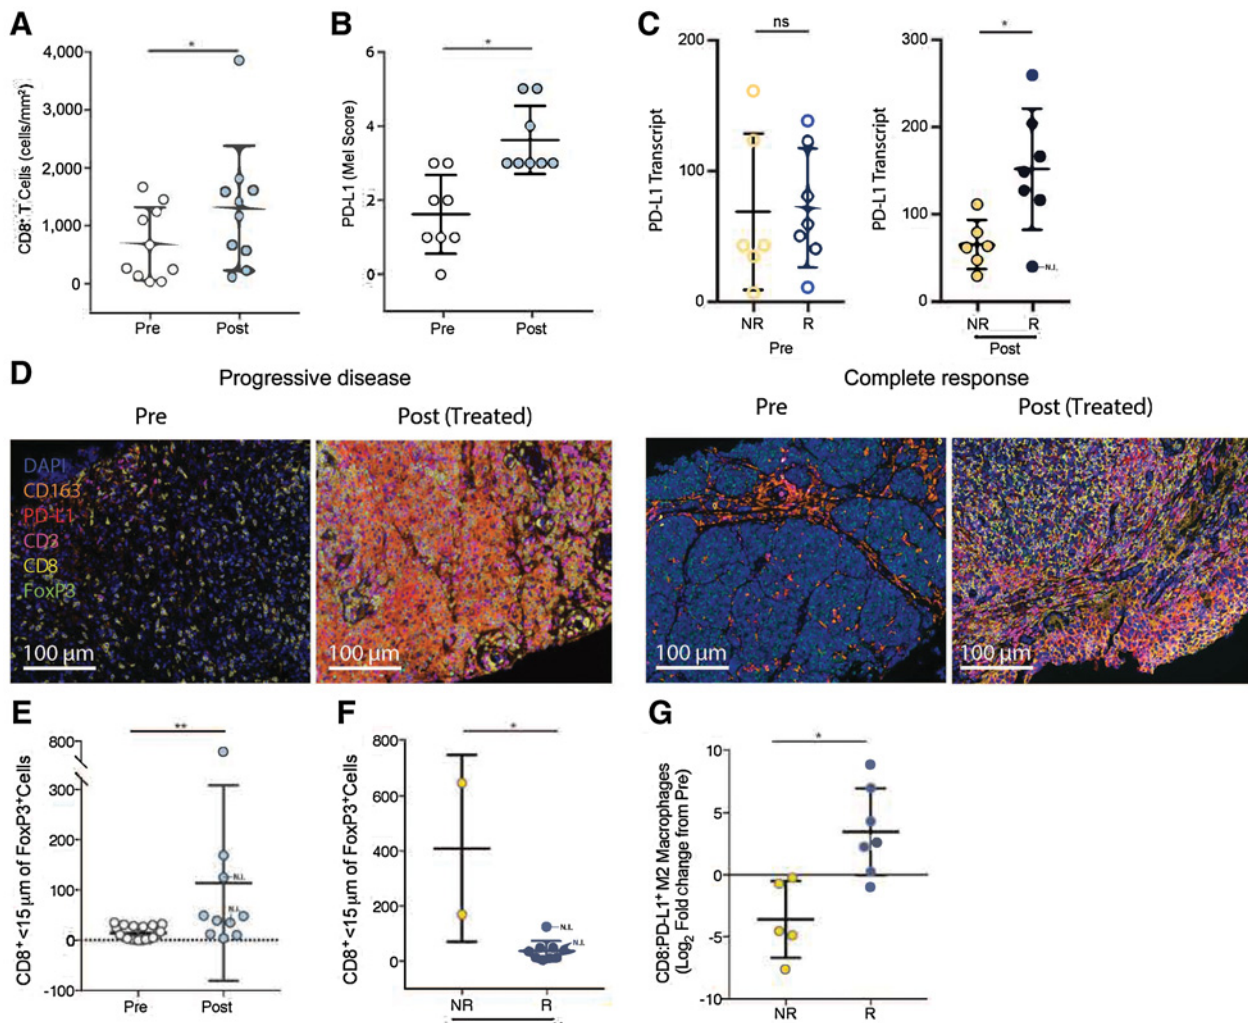 A
*
CD8⁺ T Cells (cells/mm²)
4,000
3,000
2,000
1,000
0
Pre
Post
B
*
PD-L1 (Mel Score)
6
4
2
0
Pre
Post
C
ns
PD-L1 Transcript
200
100
0
NR
R
Pre
*
PD-L1 Transcript
300
200
100
0
N.I.
NR
R
Post
D
Progressive disease
Complete response
Pre
Post (Treated)
Pre
Post (Treated)
DAPI
CD163
PD-L1
CD3
CD8
FoxP3
100 µm
100 µm
100 µm
100 µm
E
**
CD8⁺ <15 µm of FoxP3⁺Cells
800
300
200
100
0
-100
N.I.
N.I.
Pre
Post
F
*
CD8⁺ <15 µm of FoxP3⁺Cells
800
600
400
200
0
N.I.
N.I.
NR
R
G
*
CD8:PD-L1⁺ M2 Macrophages
(Log₂ Fold change from Pre)
10
5
0
-5
-10
NR
R